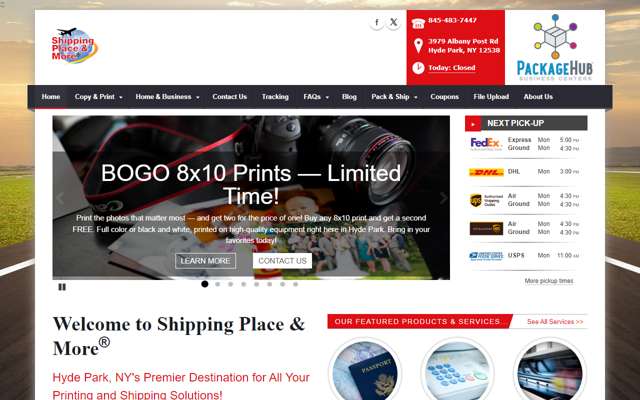 Shipping
Place &
More
f
845-483-7447
3979 Albany Post Rd
Hyde Park, NY 12538
Today: Closed
PACKAGEHUB
BUSINESS CENTERS
Home
Copy & Print
Home & Business
Contact Us
Tracking
FAQs
Blog
Pack & Ship
Coupons
File Upload
About Us
BOGO 8x10 Prints — Limited
Time!
Print the photos that matter most — and get two for the price of one! Buy any 8x10 print and get a second
FREE. Full color or black and white, printed on high-quality equipment right here in Hyde Park. Bring in your
favorites today!
LEARN MORE
CONTACT US
NEXT PICK-UP
FedEx Express Mon 5:00 PM
Ground Mon 4:30 PM
DHL DHL Mon 3:00 PM
ups Authorized Shipping Outlet Air Mon 4:30 PM
Ground Mon 4:30 PM
ups Air Mon 4:30 PM
Ground Mon 4:30 PM
USPS Mon 11:00 AM
More pickup times
Welcome to Shipping Place &
More®
Hyde Park, NY's Premier Destination for All Your
Printing and Shipping Solutions!
OUR FEATURED PRODUCTS & SERVICES
See All Services >>
PASSPORT